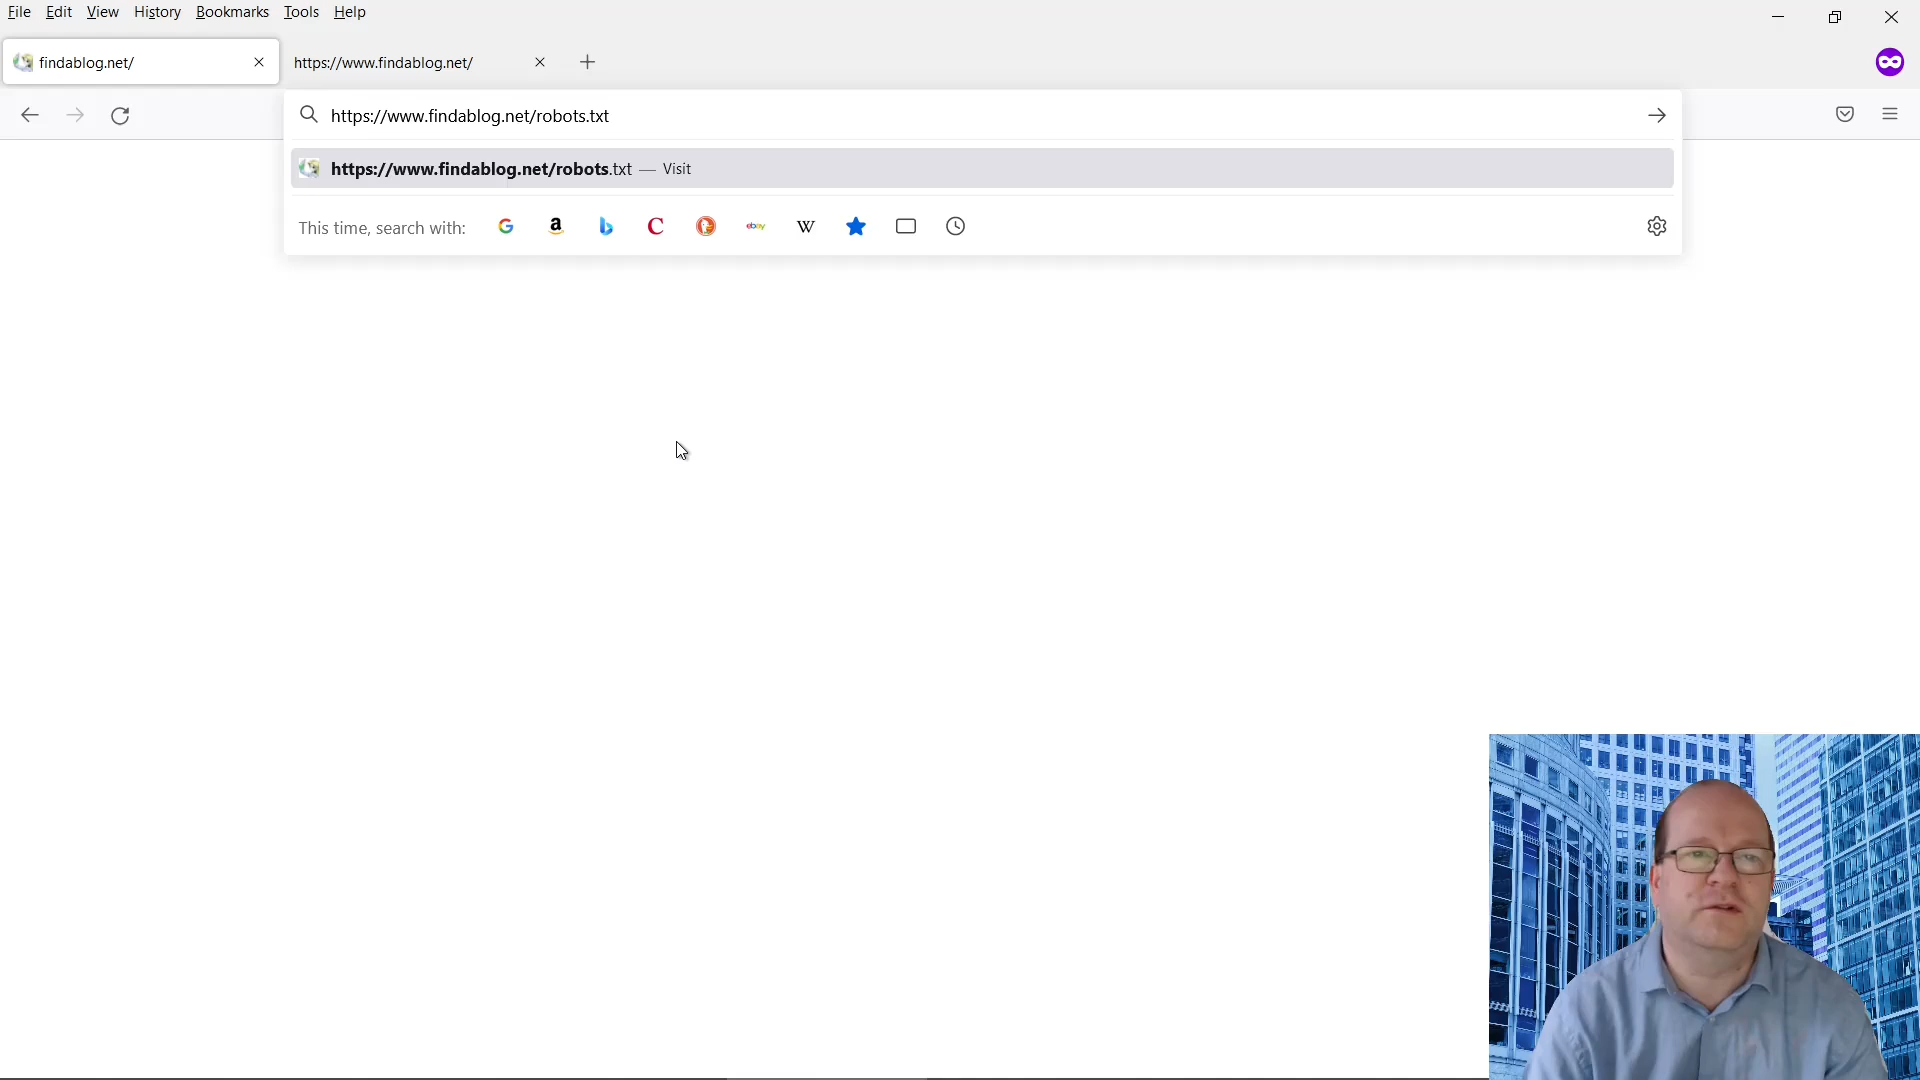 File Edit View History Bookmarks Tools Help
findablog.net/
https://www.findablog.net/
https://www.findablog.net/robots.txt
https://www.findablog.net/robots.txt — Visit
This time, search with: G a b C ebay W